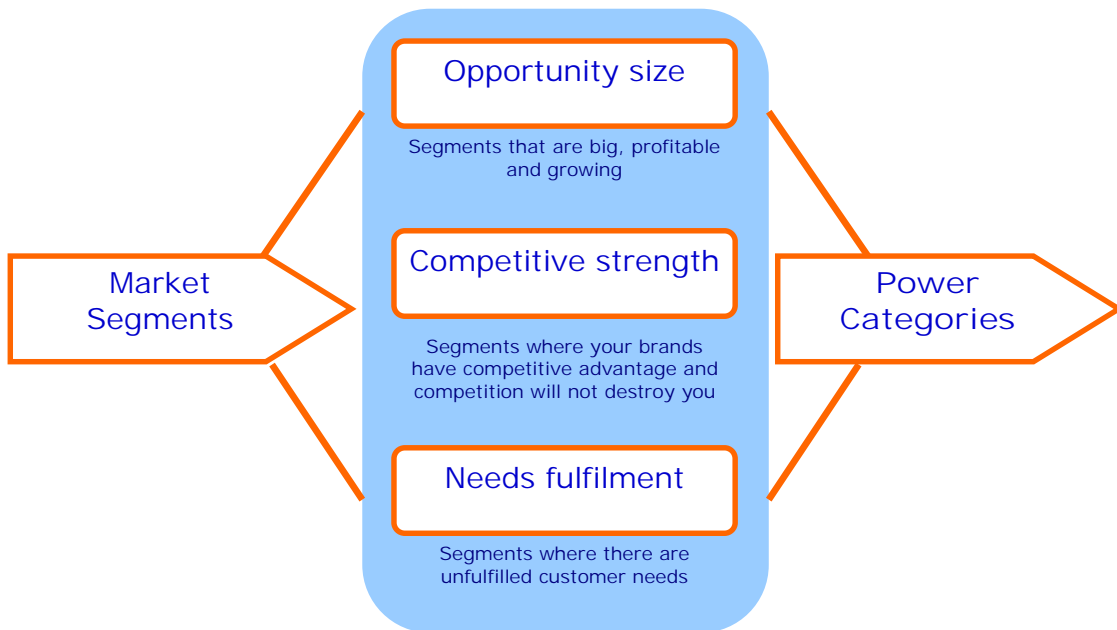 Opportunity size
Segments that are big, profitable
and growing
Market
Segments
Competitive strength
Segments where your brands
have competitive advantage and
competition will not destroy you
Power
Categories
Needs fulfilment
Segments where there are
unfulfilled customer needs